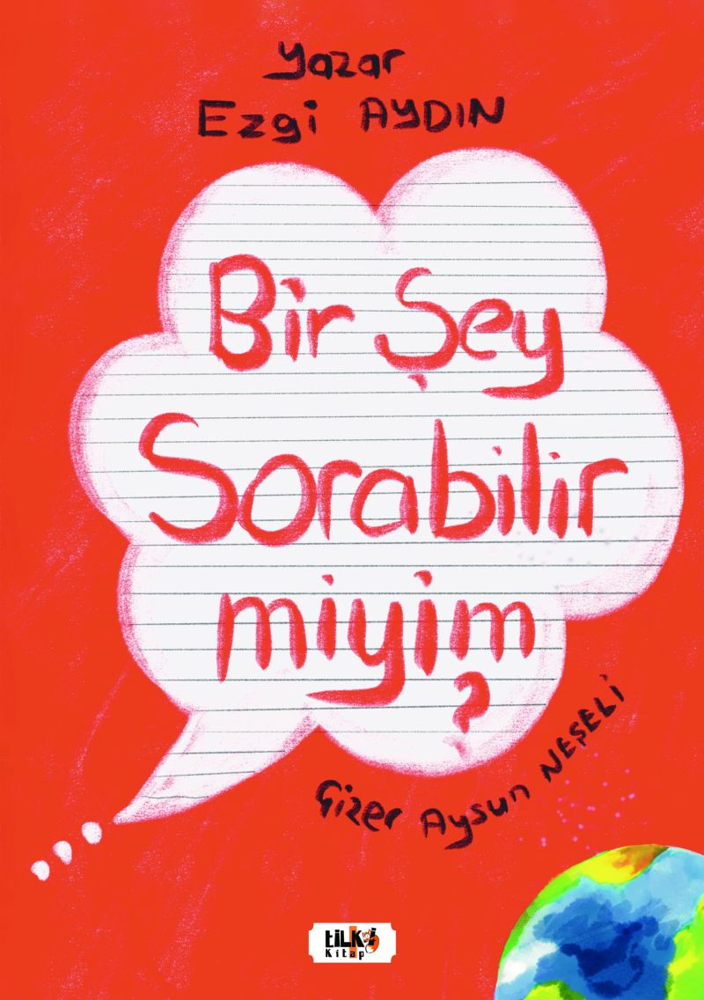 Yazar
Ezgi AYDIN
Bir Şey
Sorabilir
miyim
?
Çizer Aysun NEŞELİ
tiLKi
Kitap